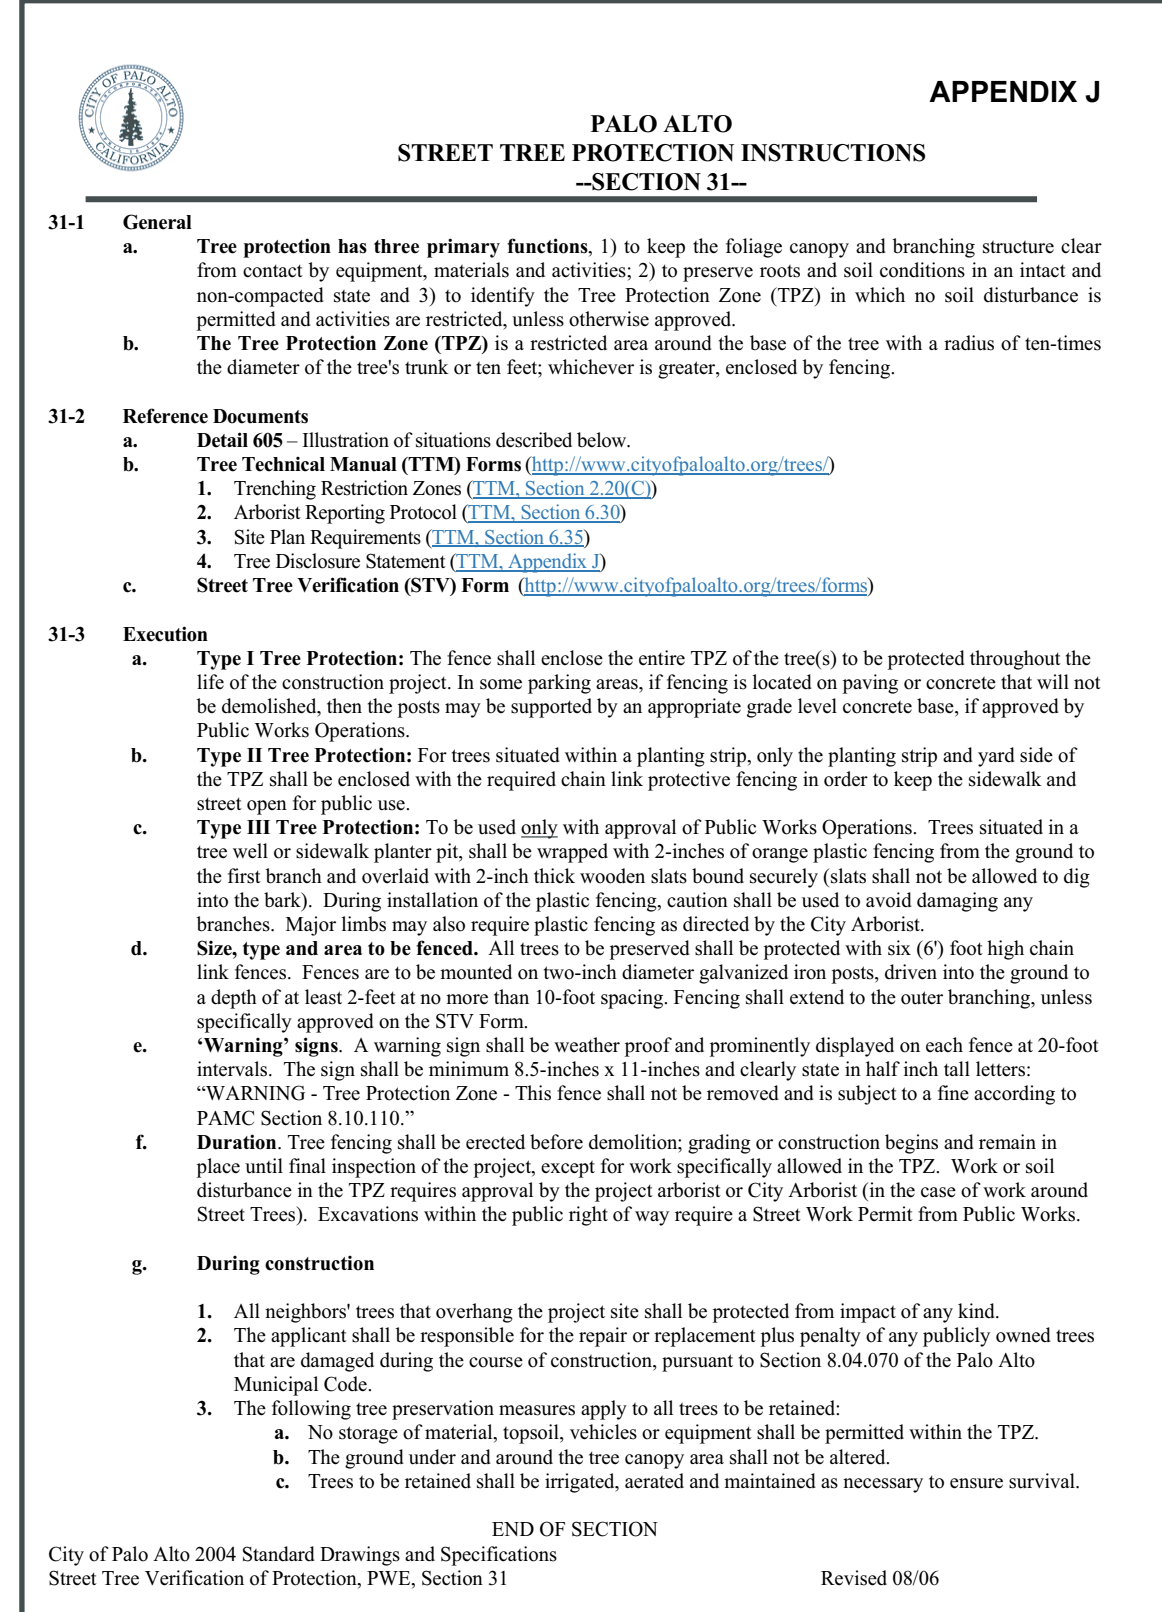 CITY OF PALO ALTO
INCORPORATED
CALIFORNIA
APPENDIX J
PALO ALTO
STREET TREE PROTECTION INSTRUCTIONS
--SECTION 31--
31-1 General
a. Tree protection has three primary functions, 1) to keep the foliage canopy and branching structure clear
from contact by equipment, materials and activities; 2) to preserve roots and soil conditions in an intact and
non-compacted state and 3) to identify the Tree Protection Zone (TPZ) in which no soil disturbance is
permitted and activities are restricted, unless otherwise approved.
b. The Tree Protection Zone (TPZ) is a restricted area around the base of the tree with a radius of ten-times
the diameter of the tree's trunk or ten feet; whichever is greater, enclosed by fencing.
31-2 Reference Documents
a. Detail 605 – Illustration of situations described below.
b. Tree Technical Manual (TTM) Forms (http://www.cityofpaloalto.org/trees/)
1. Trenching Restriction Zones (TTM, Section 2.20(C))
2. Arborist Reporting Protocol (TTM, Section 6.30)
3. Site Plan Requirements (TTM, Section 6.35)
4. Tree Disclosure Statement (TTM, Appendix J)
c. Street Tree Verification (STV) Form (http://www.cityofpaloalto.org/trees/forms)
31-3 Execution
a. Type I Tree Protection: The fence shall enclose the entire TPZ of the tree(s) to be protected throughout the
life of the construction project. In some parking areas, if fencing is located on paving or concrete that will not
be demolished, then the posts may be supported by an appropriate grade level concrete base, if approved by
Public Works Operations.
b. Type II Tree Protection: For trees situated within a planting strip, only the planting strip and yard side of
the TPZ shall be enclosed with the required chain link protective fencing in order to keep the sidewalk and
street open for public use.
c. Type III Tree Protection: To be used only with approval of Public Works Operations. Trees situated in a
tree well or sidewalk planter pit, shall be wrapped with 2-inches of orange plastic fencing from the ground to
the first branch and overlaid with 2-inch thick wooden slats bound securely (slats shall not be allowed to dig
into the bark). During installation of the plastic fencing, caution shall be used to avoid damaging any
branches. Major limbs may also require plastic fencing as directed by the City Arborist.
d. Size, type and area to be fenced. All trees to be preserved shall be protected with six (6') foot high chain
link fences. Fences are to be mounted on two-inch diameter galvanized iron posts, driven into the ground to
a depth of at least 2-feet at no more than 10-foot spacing. Fencing shall extend to the outer branching, unless
specifically approved on the STV Form.
e. ‘Warning’ signs. A warning sign shall be weather proof and prominently displayed on each fence at 20-foot
intervals. The sign shall be minimum 8.5-inches x 11-inches and clearly state in half inch tall letters:
“WARNING - Tree Protection Zone - This fence shall not be removed and is subject to a fine according to
PAMC Section 8.10.110.”
f. Duration. Tree fencing shall be erected before demolition; grading or construction begins and remain in
place until final inspection of the project, except for work specifically allowed in the TPZ. Work or soil
disturbance in the TPZ requires approval by the project arborist or City Arborist (in the case of work around
Street Trees). Excavations within the public right of way require a Street Work Permit from Public Works.
g. During construction
1. All neighbors' trees that overhang the project site shall be protected from impact of any kind.
2. The applicant shall be responsible for the repair or replacement plus penalty of any publicly owned trees
that are damaged during the course of construction, pursuant to Section 8.04.070 of the Palo Alto
Municipal Code.
3. The following tree preservation measures apply to all trees to be retained:
a. No storage of material, topsoil, vehicles or equipment shall be permitted within the TPZ.
b. The ground under and around the tree canopy area shall not be altered.
c. Trees to be retained shall be irrigated, aerated and maintained as necessary to ensure survival.
END OF SECTION
City of Palo Alto 2004 Standard Drawings and Specifications
Street Tree Verification of Protection, PWE, Section 31 Revised 08/06